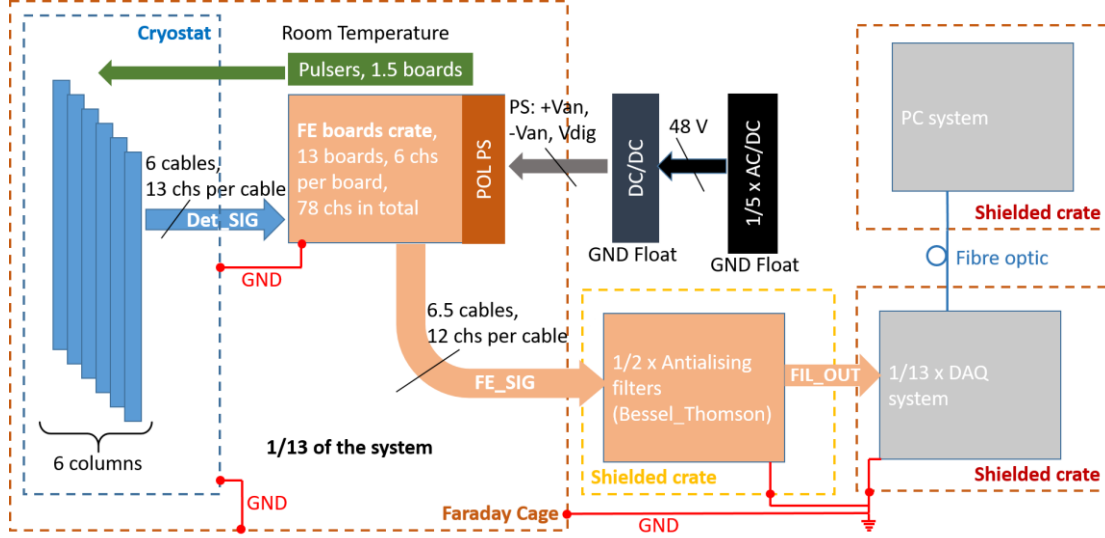 Cryostat
Room Temperature
Pulsers, 1.5 boards
6 cables,
13 chs per cable
Det_SIG
FE boards crate,
13 boards, 6 chs
per board,
78 chs in total
POL PS
PS: +Van,
-Van, Vdig
DC/DC
GND Float
48 V
1/5 x AC/DC
GND Float
PC system
Shielded crate
Fibre optic
GND
6.5 cables,
12 chs per cable
FE_SIG
1/2 x Antialising
filters
(Bessel_Thomson)
Shielded crate
FIL_OUT
1/13 x DAQ
system
Shielded crate
6 columns
1/13 of the system
GND
Faraday Cage
GND